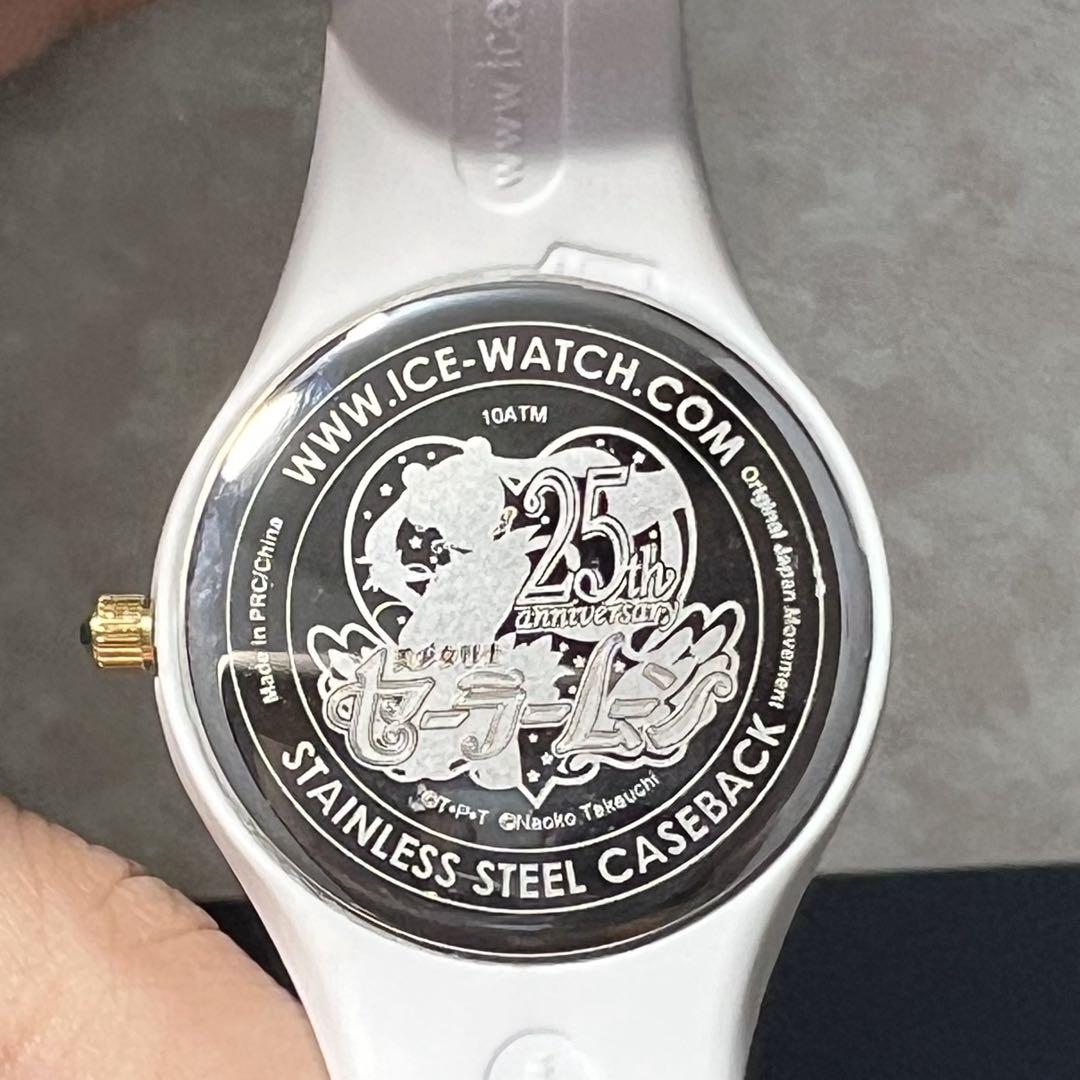 WWW.ICE-WATCH.COM
10ATM
Made in PRC/China
Original Japan Movement
25th
anniversary
美少女戦士
セーラームーン
©T•P•T ©Naoko Takeuchi
STAINLESS STEEL CASEBACK